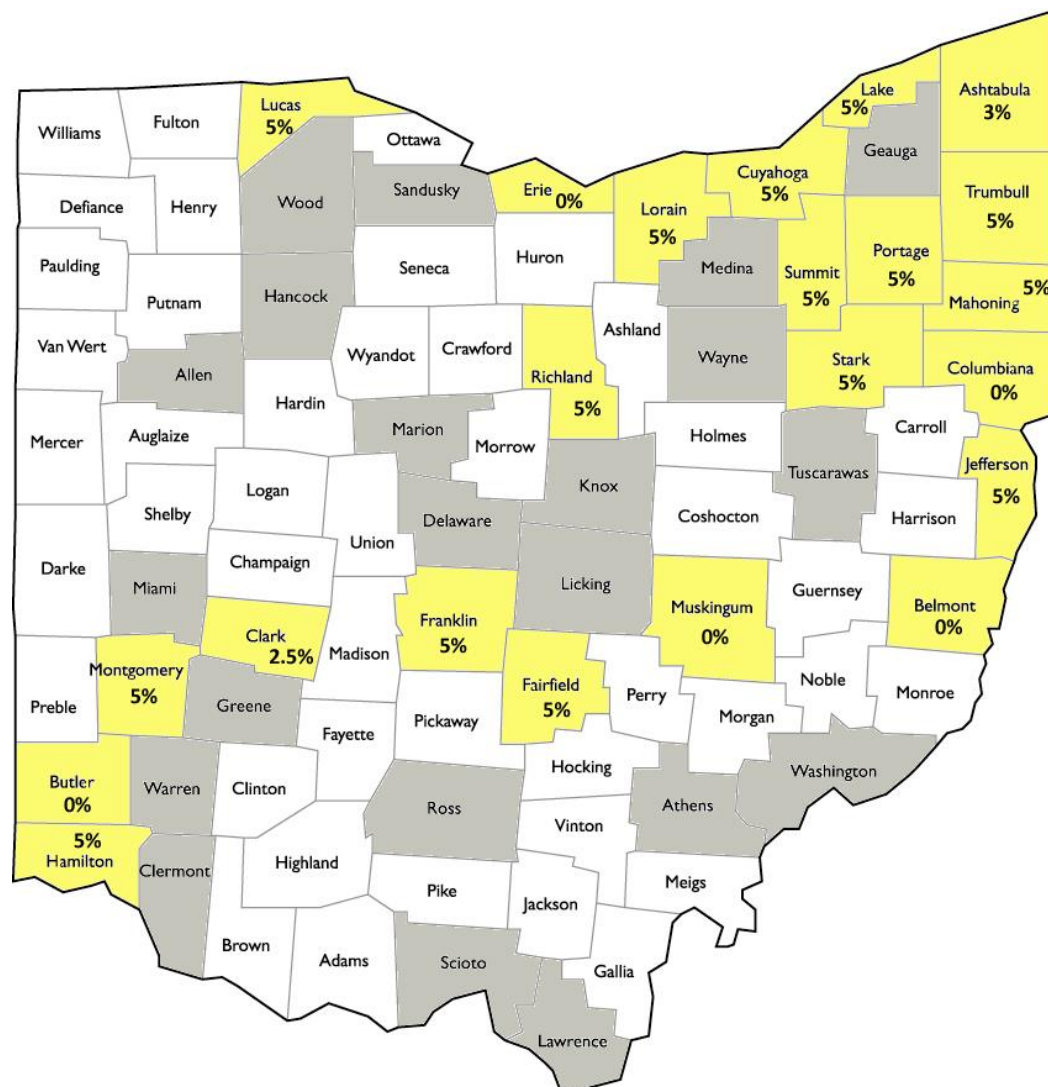 Lake
5%
Ashtabula
3%
Lucas
5%
Fulton
Williams
Ottawa
Geauga
Cuyahoga
5%
Erie
0%
Sandusky
Wood
Henry
Defiance
Lorain
5%
Trumbull
5%
Portage
5%
Summit
5%
Medina
Huron
Seneca
Paulding
Hancock
Putnam
5%
Mahoning
Ashland
Crawford
Wyandot
Van Wert
Wayne
Stark
5%
Columbiana
0%
Richland
5%
Allen
Hardin
Marion
Morrow
Holmes
Carroll
Mercer
Auglaize
Jefferson
5%
Tuscarawas
Knox
Logan
Shelby
Delaware
Coshocton
Harrison
Union
Darke
Champaign
Miami
Licking
Guernsey
Muskingum
0%
Belmont
0%
Franklin
5%
Clark
2.5%
Madison
Montgomery
5%
Preble
Greene
Fairfield
5%
Perry
Noble
Monroe
Morgan
Pickaway
Fayette
Hocking
Washington
Butler
0%
Warren
Clinton
Ross
Athens
Vinton
5%
Hamilton
Clermont
Highland
Pike
Meigs
Jackson
Brown
Adams
Scioto
Gallia
Lawrence